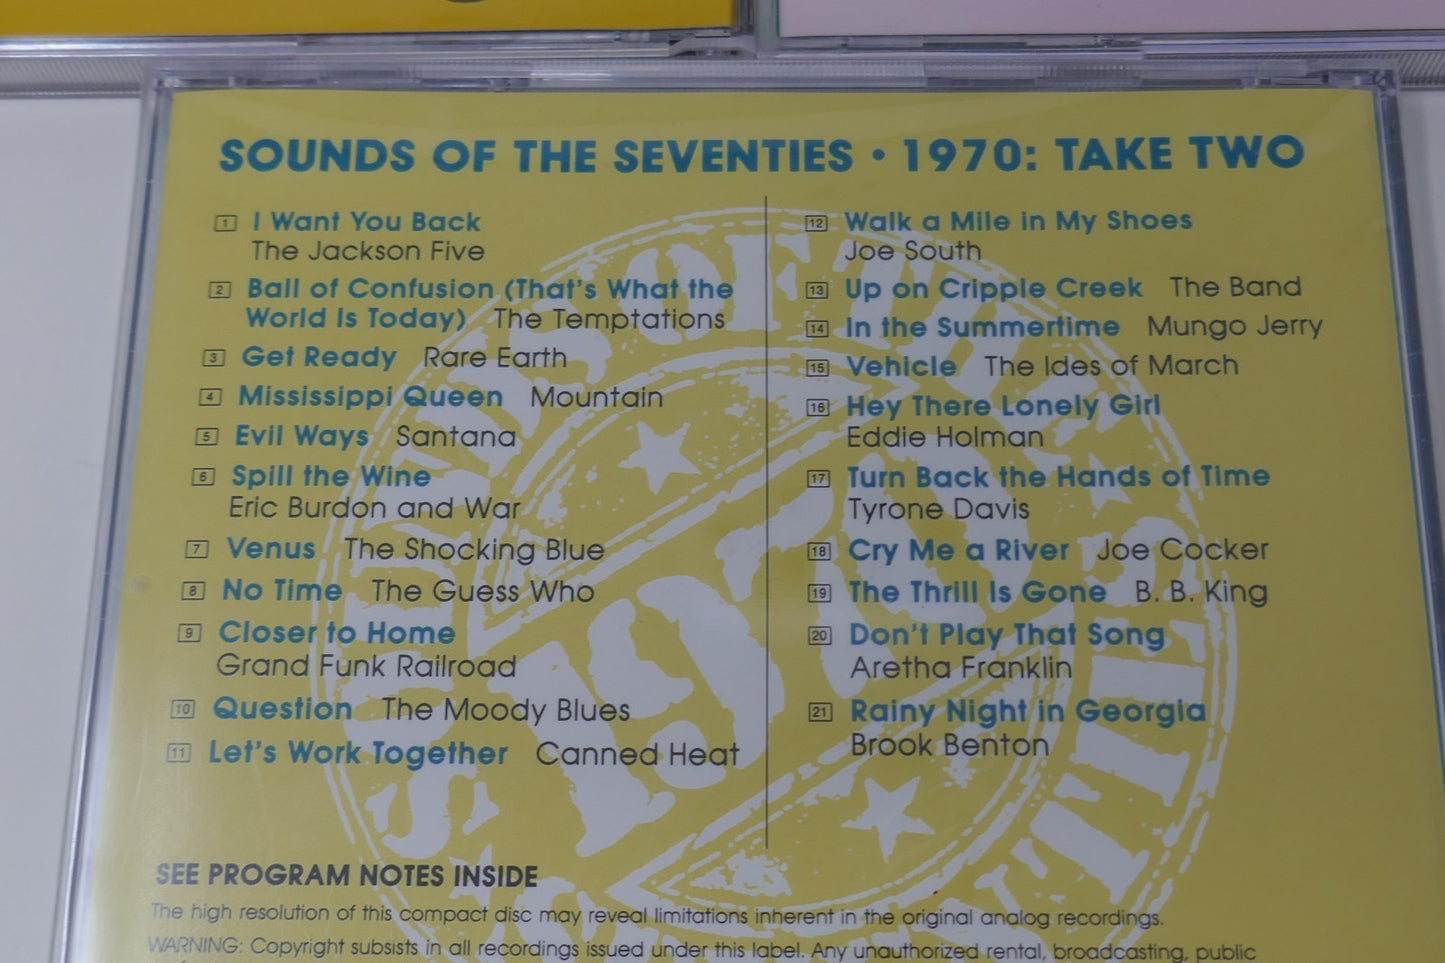 SOUNDS OF THE SEVENTIES • 1970: TAKE TWO
1 I Want You Back
The Jackson Five
2 Ball of Confusion (That's What the
World Is Today) The Temptations
3 Get Ready Rare Earth
4 Mississippi Queen Mountain
5 Evil Ways Santana
6 Spill the Wine
Eric Burdon and War
7 Venus The Shocking Blue
8 No Time The Guess Who
9 Closer to Home
Grand Funk Railroad
10 Question The Moody Blues
11 Let's Work Together Canned Heat
12 Walk a Mile in My Shoes
Joe South
13 Up on Cripple Creek The Band
14 In the Summertime Mungo Jerry
15 Vehicle The Ides of March
16 Hey There Lonely Girl
Eddie Holman
17 Turn Back the Hands of Time
Tyrone Davis
18 Cry Me a River Joe Cocker
19 The Thrill Is Gone B. B. King
20 Don't Play That Song
Aretha Franklin
21 Rainy Night in Georgia
Brook Benton
1970
SEE PROGRAM NOTES INSIDE
The high resolution of this compact disc may reveal limitations inherent in the original analog recordings.
WARNING: Copyright subsists in all recordings issued under this label. Any unauthorized rental, broadcasting, public